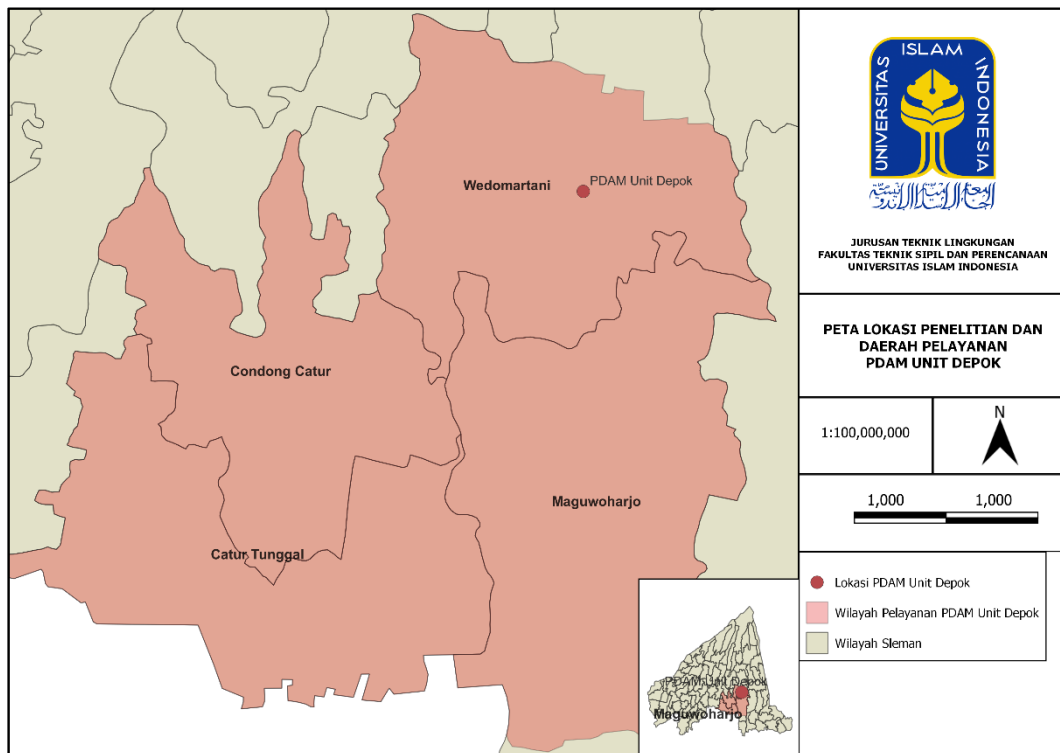 Wedomartani
PDAM Unit Depok
Condong Catur
Maguwoharjo
Catur Tunggal
PDAM Unit Depok
Maguwoharjo
UNIVERSITAS
ISLAM
INDONESIA
JURUSAN TEKNIK LINGKUNGAN
FAKULTAS TEKNIK SIPIL DAN PERENCANAAN
UNIVERSITAS ISLAM INDONESIA
PETA LOKASI PENELITIAN DAN
DAERAH PELAYANAN
PDAM UNIT DEPOK
1:100,000,000
N
1,000 1,000
Lokasi PDAM Unit Depok
Wilayah Pelayanan PDAM Unit Depok
Wilayah Sleman